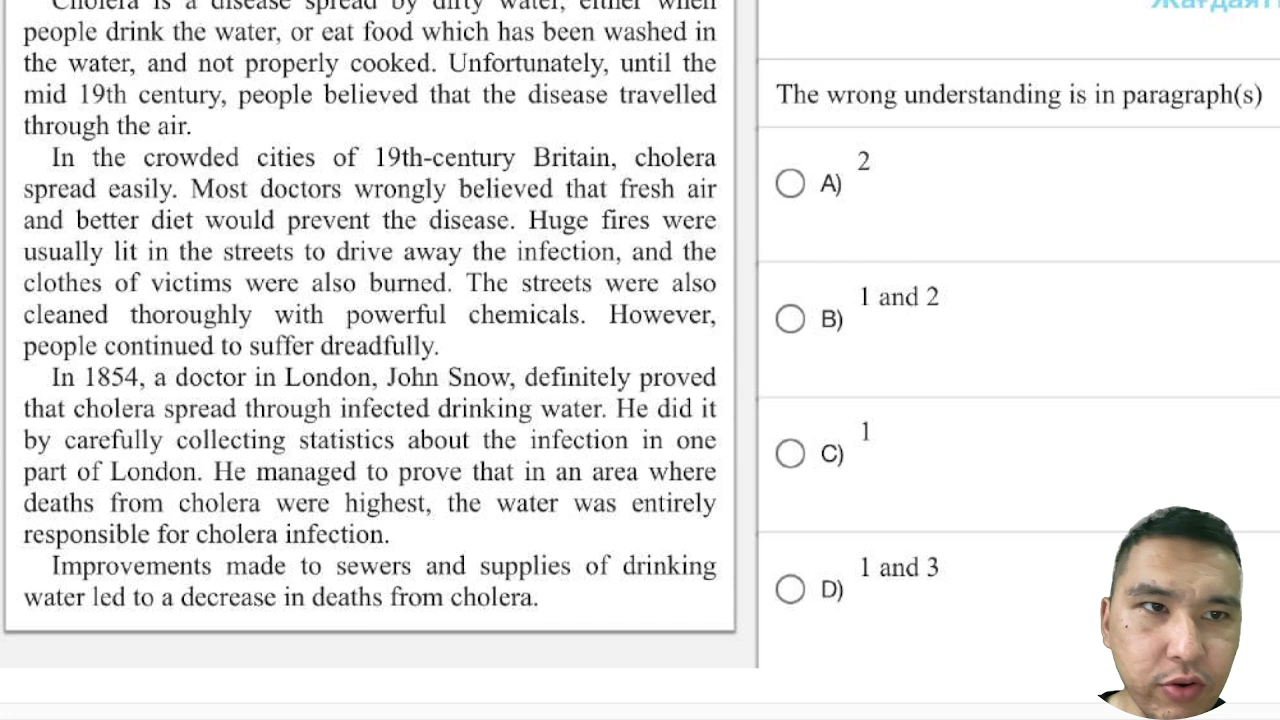 Cholera is a disease spread by dirty water, either when
people drink the water, or eat food which has been washed in
the water, and not properly cooked. Unfortunately, until the
mid 19th century, people believed that the disease travelled
through the air.
In the crowded cities of 19th-century Britain, cholera
spread easily. Most doctors wrongly believed that fresh air
and better diet would prevent the disease. Huge fires were
usually lit in the streets to drive away the infection, and the
clothes of victims were also burned. The streets were also
cleaned thoroughly with powerful chemicals. However,
people continued to suffer dreadfully.
In 1854, a doctor in London, John Snow, definitely proved
that cholera spread through infected drinking water. He did it
by carefully collecting statistics about the infection in one
part of London. He managed to prove that in an area where
deaths from cholera were highest, the water was entirely
responsible for cholera infection.
Improvements made to sewers and supplies of drinking
water led to a decrease in deaths from cholera.
The wrong understanding is in paragraph(s)
A) 2
B) 1 and 2
C) 1
D) 1 and 3